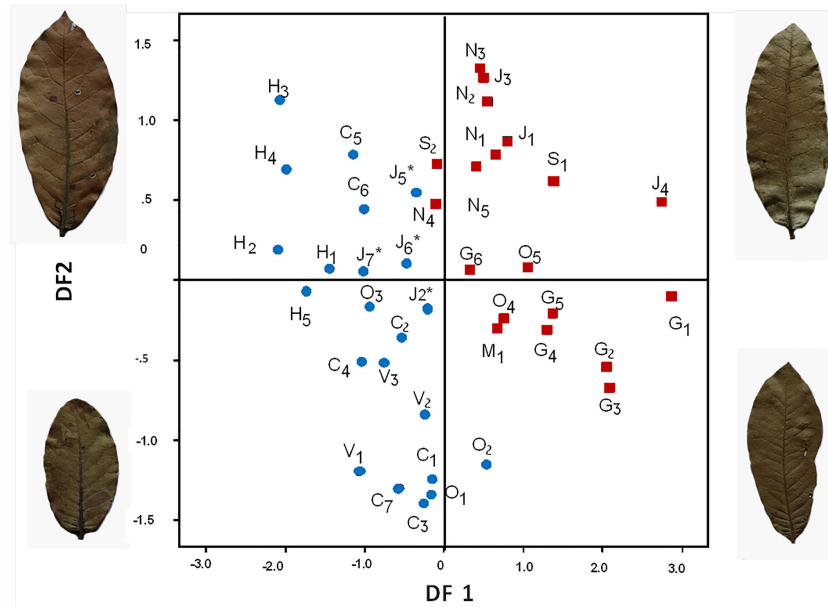 1.5
N3
J3
H3
N2
1.0
C5
S2
N1
J1
H4
J5*
S1
C6
J4
.5
N4
N5
H2
0
H1
J7*
J6*
G6
O5
DF2
H5
O3
J2*
O4
G5
G1
C2
M1
G4
G2
-.5
C4
V3
G3
V2
-1.0
V1
C1
O2
C7
O1
C3
-1.5
-3.0 -2.0 -1.0 0 1.0 2.0 3.0
DF 1